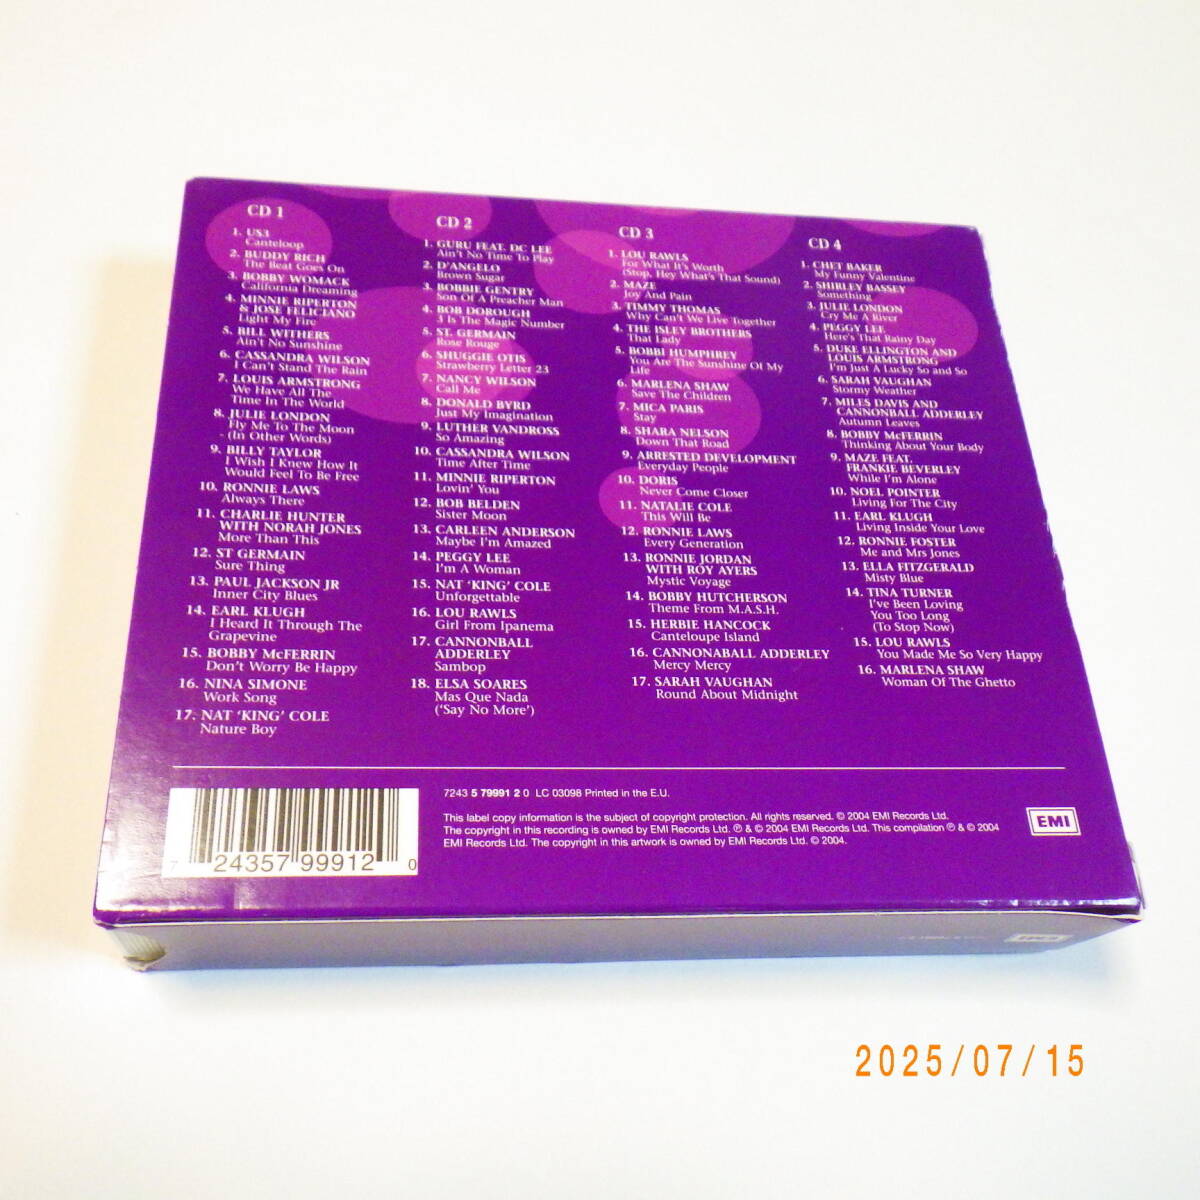 CD 1
1. US3
Canteloop
2. BUDDY RICH
The Beat Goes On
3. BOBBY WOMACK
California Dreaming
4. MINNIE RIPERTON
& JOSE FELICIANO
Light My Fire
5. BILL WITHERS
Ain't No Sunshine
6. CASSANDRA WILSON
I Can't Stand The Rain
7. LOUIS ARMSTRONG
We Have All The
Time In The World
8. JULIE LONDON
Fly Me To The Moon
(In Other Words)
9. BILLY TAYLOR
I Wish I Knew How It
Would Feel To Be Free
10. RONNIE LAWS
Always There
11. CHARLIE HUNTER
WITH NORAH JONES
More Than This
12. ST GERMAIN
Sure Thing
13. PAUL JACKSON JR
Inner City Blues
14. EARL KLUGH
I Heard It Through The
Grapevine
15. BOBBY McFERRIN
Don't Worry Be Happy
16. NINA SIMONE
Work Song
17. NAT 'KING' COLE
Nature Boy
CD 2
1. GURU FEAT. DC LEE
Ain't No Time To Play
2. D'ANGELO
Brown Sugar
3. BOBBIE GENTRY
Son Of A Preacher Man
4. BOB DOROUGH
3 Is The Magic Number
5. ST. GERMAIN
Rose Rouge
6. SHUGGIE OTIS
Strawberry Letter 23
7. NANCY WILSON
Call Me
8. DONALD BYRD
Just My Imagination
9. LUTHER VANDROSS
So Amazing
10. CASSANDRA WILSON
Time After Time
11. MINNIE RIPERTON
Lovin' You
12. BOB BELDEN
Sister Moon
13. CARLEEN ANDERSON
Maybe I'm Amazed
14. PEGGY LEE
I'm A Woman
15. NAT 'KING' COLE
Unforgettable
16. LOU RAWLS
Girl From Ipanema
17. CANNONBALL
ADDERLEY
Sambop
18. ELSA SOARES
Mas Que Nada
('Say No More')
CD 3
1. LOU RAWLS
For What It's Worth
(Stop, Hey What's That Sound)
2. MAZE
Joy And Pain
3. TIMMY THOMAS
Why Can't We Live Together
4. THE ISLEY BROTHERS
That Lady
5. BOBBI HUMPHREY
You Are The Sunshine Of My
Life
6. MARLENA SHAW
Save The Children
7. MICA PARIS
Stay
8. SHARA NELSON
Down That Road
9. ARRESTED DEVELOPMENT
Everyday People
10. DORIS
Never Come Closer
11. NATALIE COLE
This Will Be
12. RONNIE LAWS
Every Generation
13. RONNIE JORDAN
WITH ROY AYERS
Mystic Voyage
14. BOBBY HUTCHERSON
Theme From M.A.S.H.
15. HERBIE HANCOCK
Canteloupe Island
16. CANNONABALL ADDERLEY
Mercy Mercy
17. SARAH VAUGHAN
Round About Midnight
CD 4
1. CHET BAKER
My Funny Valentine
2. SHIRLEY BASSEY
Something
3. JULIE LONDON
Cry Me A River
4. PEGGY LEE
Here's That Rainy Day
5. DUKE ELLINGTON AND
LOUIS ARMSTRONG
I'm Just A Lucky So and So
6. SARAH VAUGHAN
Stormy Weather
7. MILES DAVIS AND
CANNONBALL ADDERLEY
Autumn Leaves
8. BOBBY McFERRIN
Thinking About Your Body
9. MAZE FEAT.
FRANKIE BEVERLEY
While I'm Alone
10. NOEL POINTER
Living For The City
11. EARL KLUGH
Living Inside Your Love
12. RONNIE FOSTER
Me and Mrs Jones
13. ELLA FITZGERALD
Misty Blue
14. TINA TURNER
I've Been Loving
You Too Long
(To Stop Now)
15. LOU RAWLS
You Made Me So Very Happy
16. MARLENA SHAW
Woman Of The Ghetto
7 24357 99912 0
7243 5 79991 2 0 LC 03098 Printed in the E.U.
This label copy information is the subject of copyright protection. All rights reserved. © 2004 EMI Records Ltd.
The copyright in this recording is owned by EMI Records Ltd. ℗ & © 2004 EMI Records Ltd. This compilation ℗ & © 2004
EMI Records Ltd. The copyright in this artwork is owned by EMI Records Ltd. © 2004.
EMI
EMI
2025/07/15